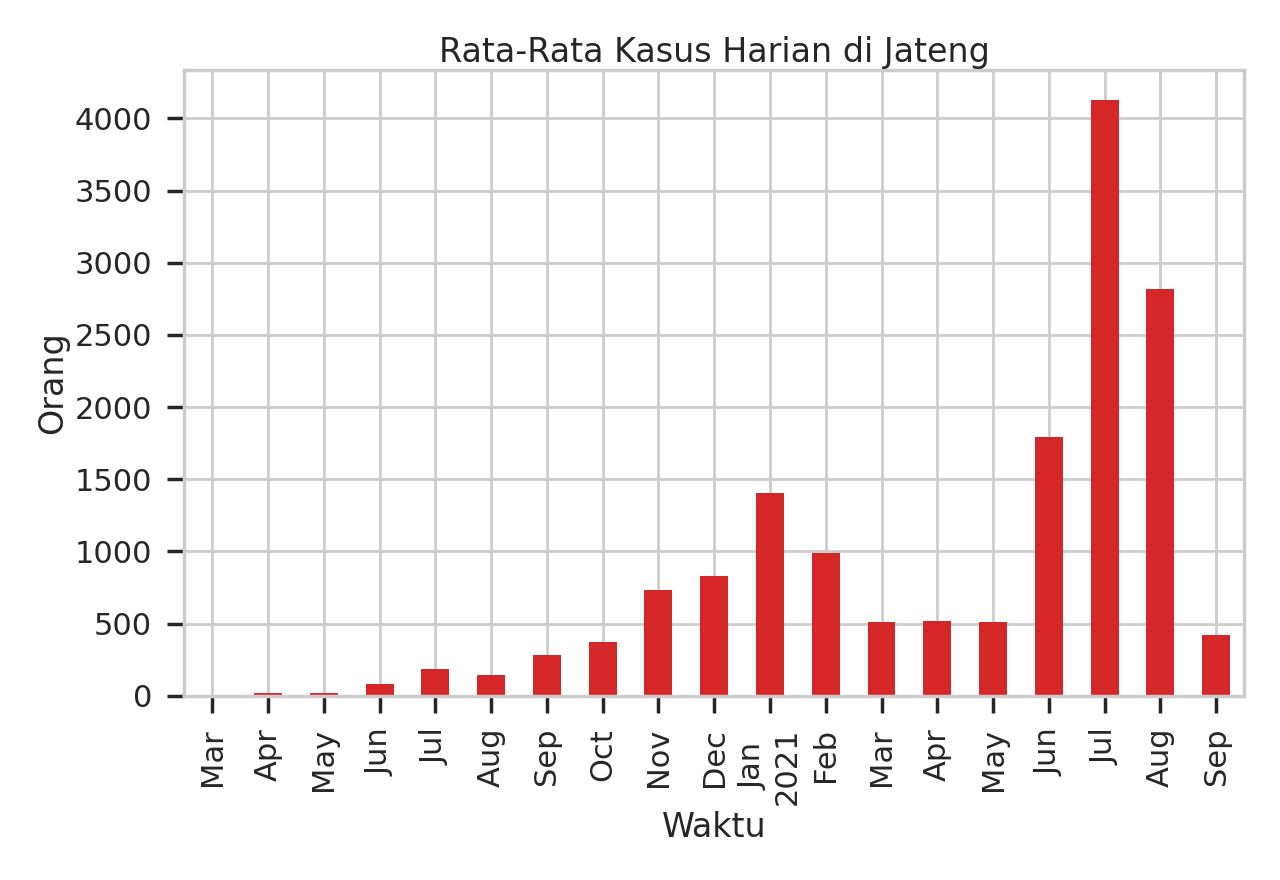 Rata-Rata Kasus Harian di Jateng
4000
3500
3000
2500
2000
1500
1000
500
0
Orang
Mar
Apr
May
Jun
Jul
Aug
Sep
Oct
Nov
Dec
Jan
2021
Feb
Mar
Apr
May
Jun
Jul
Aug
Sep
Waktu